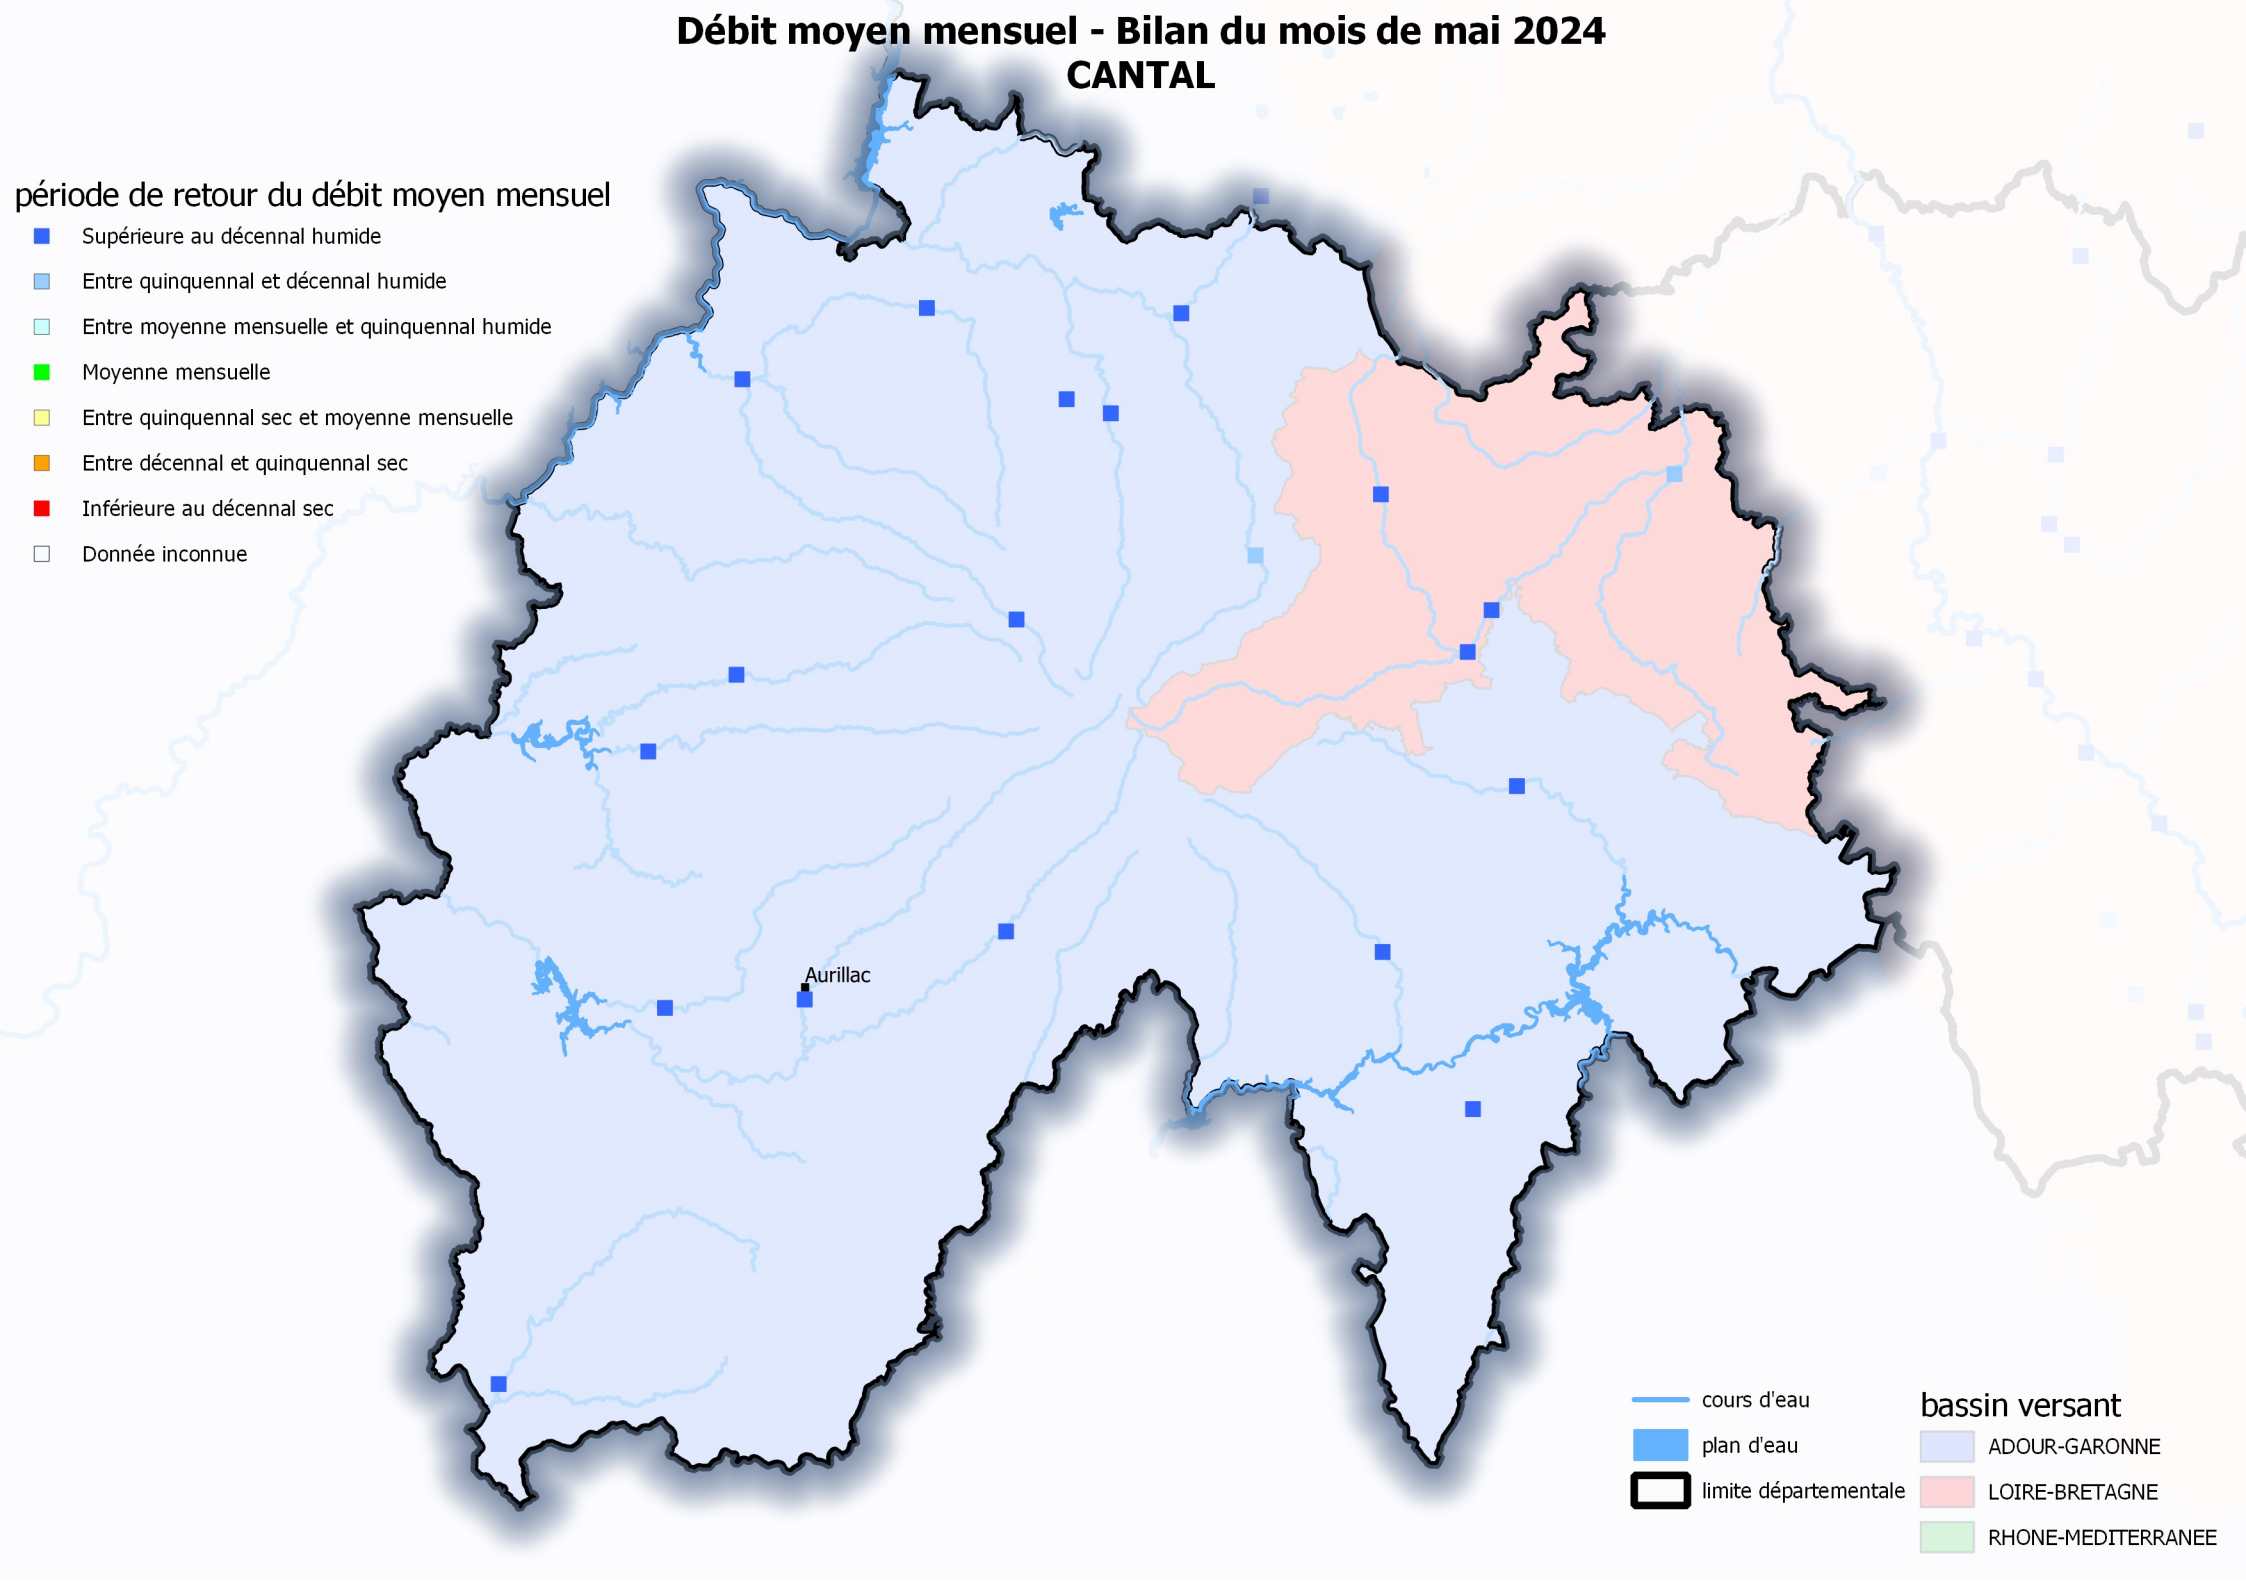 Débit moyen mensuel - Bilan du mois de mai 2024
CANTAL
période de retour du débit moyen mensuel
Supérieure au décennal humide
Entre quinquennal et décennal humide
Entre moyenne mensuelle et quinquennal humide
Moyenne mensuelle
Entre quinquennal sec et moyenne mensuelle
Entre décennal et quinquennal sec
Inférieure au décennal sec
Donnée inconnue
Aurillac
cours d'eau
plan d'eau
limite départementale
bassin versant
ADOUR-GARONNE
LOIRE-BRETAGNE
RHONE-MEDITERRANEE